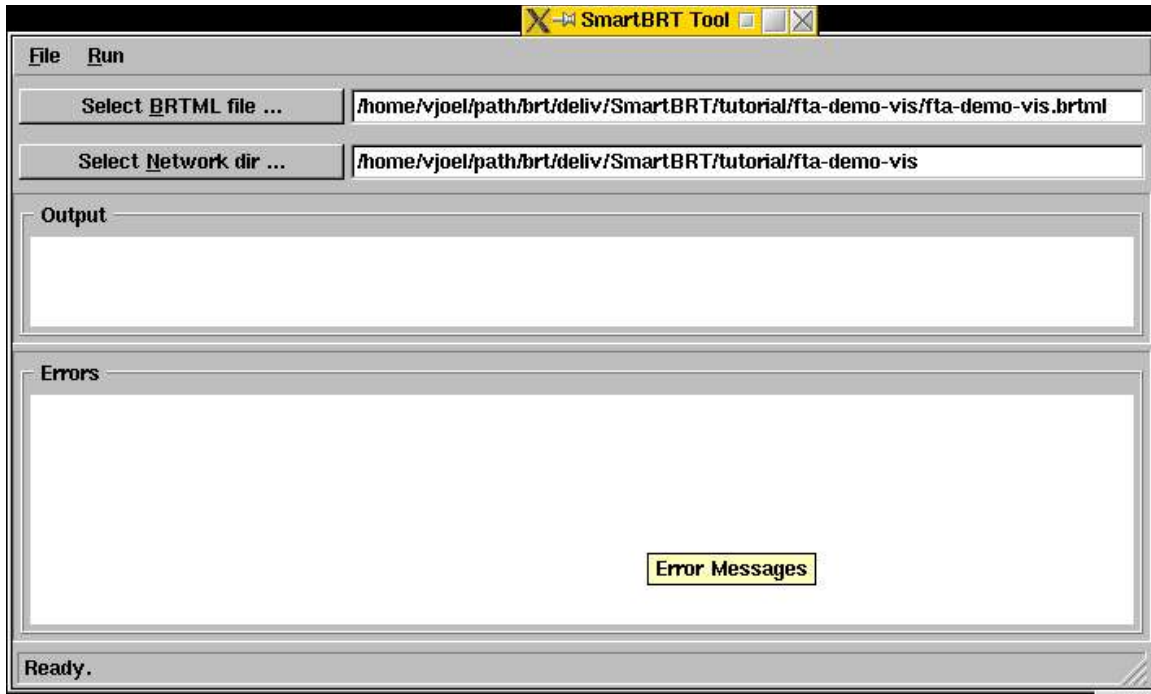 SmartBRT Tool
File Run
Select BRTML file ... /home/vjoel/path/brt/deliv/SmartBRT/tutorial/fta-demo-vis/fta-demo-vis.brtml
Select Network dir ... /home/vjoel/path/brt/deliv/SmartBRT/tutorial/fta-demo-vis
Output
Errors
Error Messages
Ready.